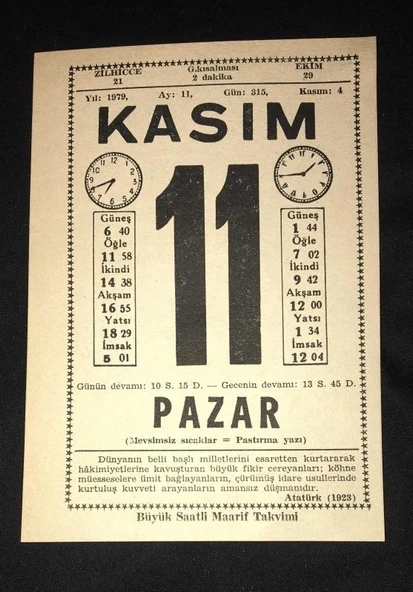 ZİLHİCCE G.kısalması EKİM
21 2 dakika 29
Yıl: 1979, Ay: 11, Gün: 315, Kasım: 4
KASIM
11
Güneş
6 40
Öğle
11 58
İkindi
14 38
Akşam
16 55
Yatsı
18 29
İmsak
5 01
Güneş
1 44
Öğle
7 02
İkindi
9 42
Akşam
12 00
Yatsı
1 34
İmsak
12 04
Günün devamı: 10 S. 15 D. — Gecenin devamı: 13 S. 45 D.
PAZAR
(Mevsimsiz sıcaklar = Pastırma yazı)
Dünyanın belli başlı milletlerini esaretten kurtararak
hâkimiyetlerine kavuşturan büyük fikir cereyanları; köhne
müesseselere ümit bağlayanların, çürümüş idare usullerinde
kurtuluş kuvveti arayanların amansız düşmanıdır.
Atatürk (1923)
Büyük Saatli Maarif Takvimi